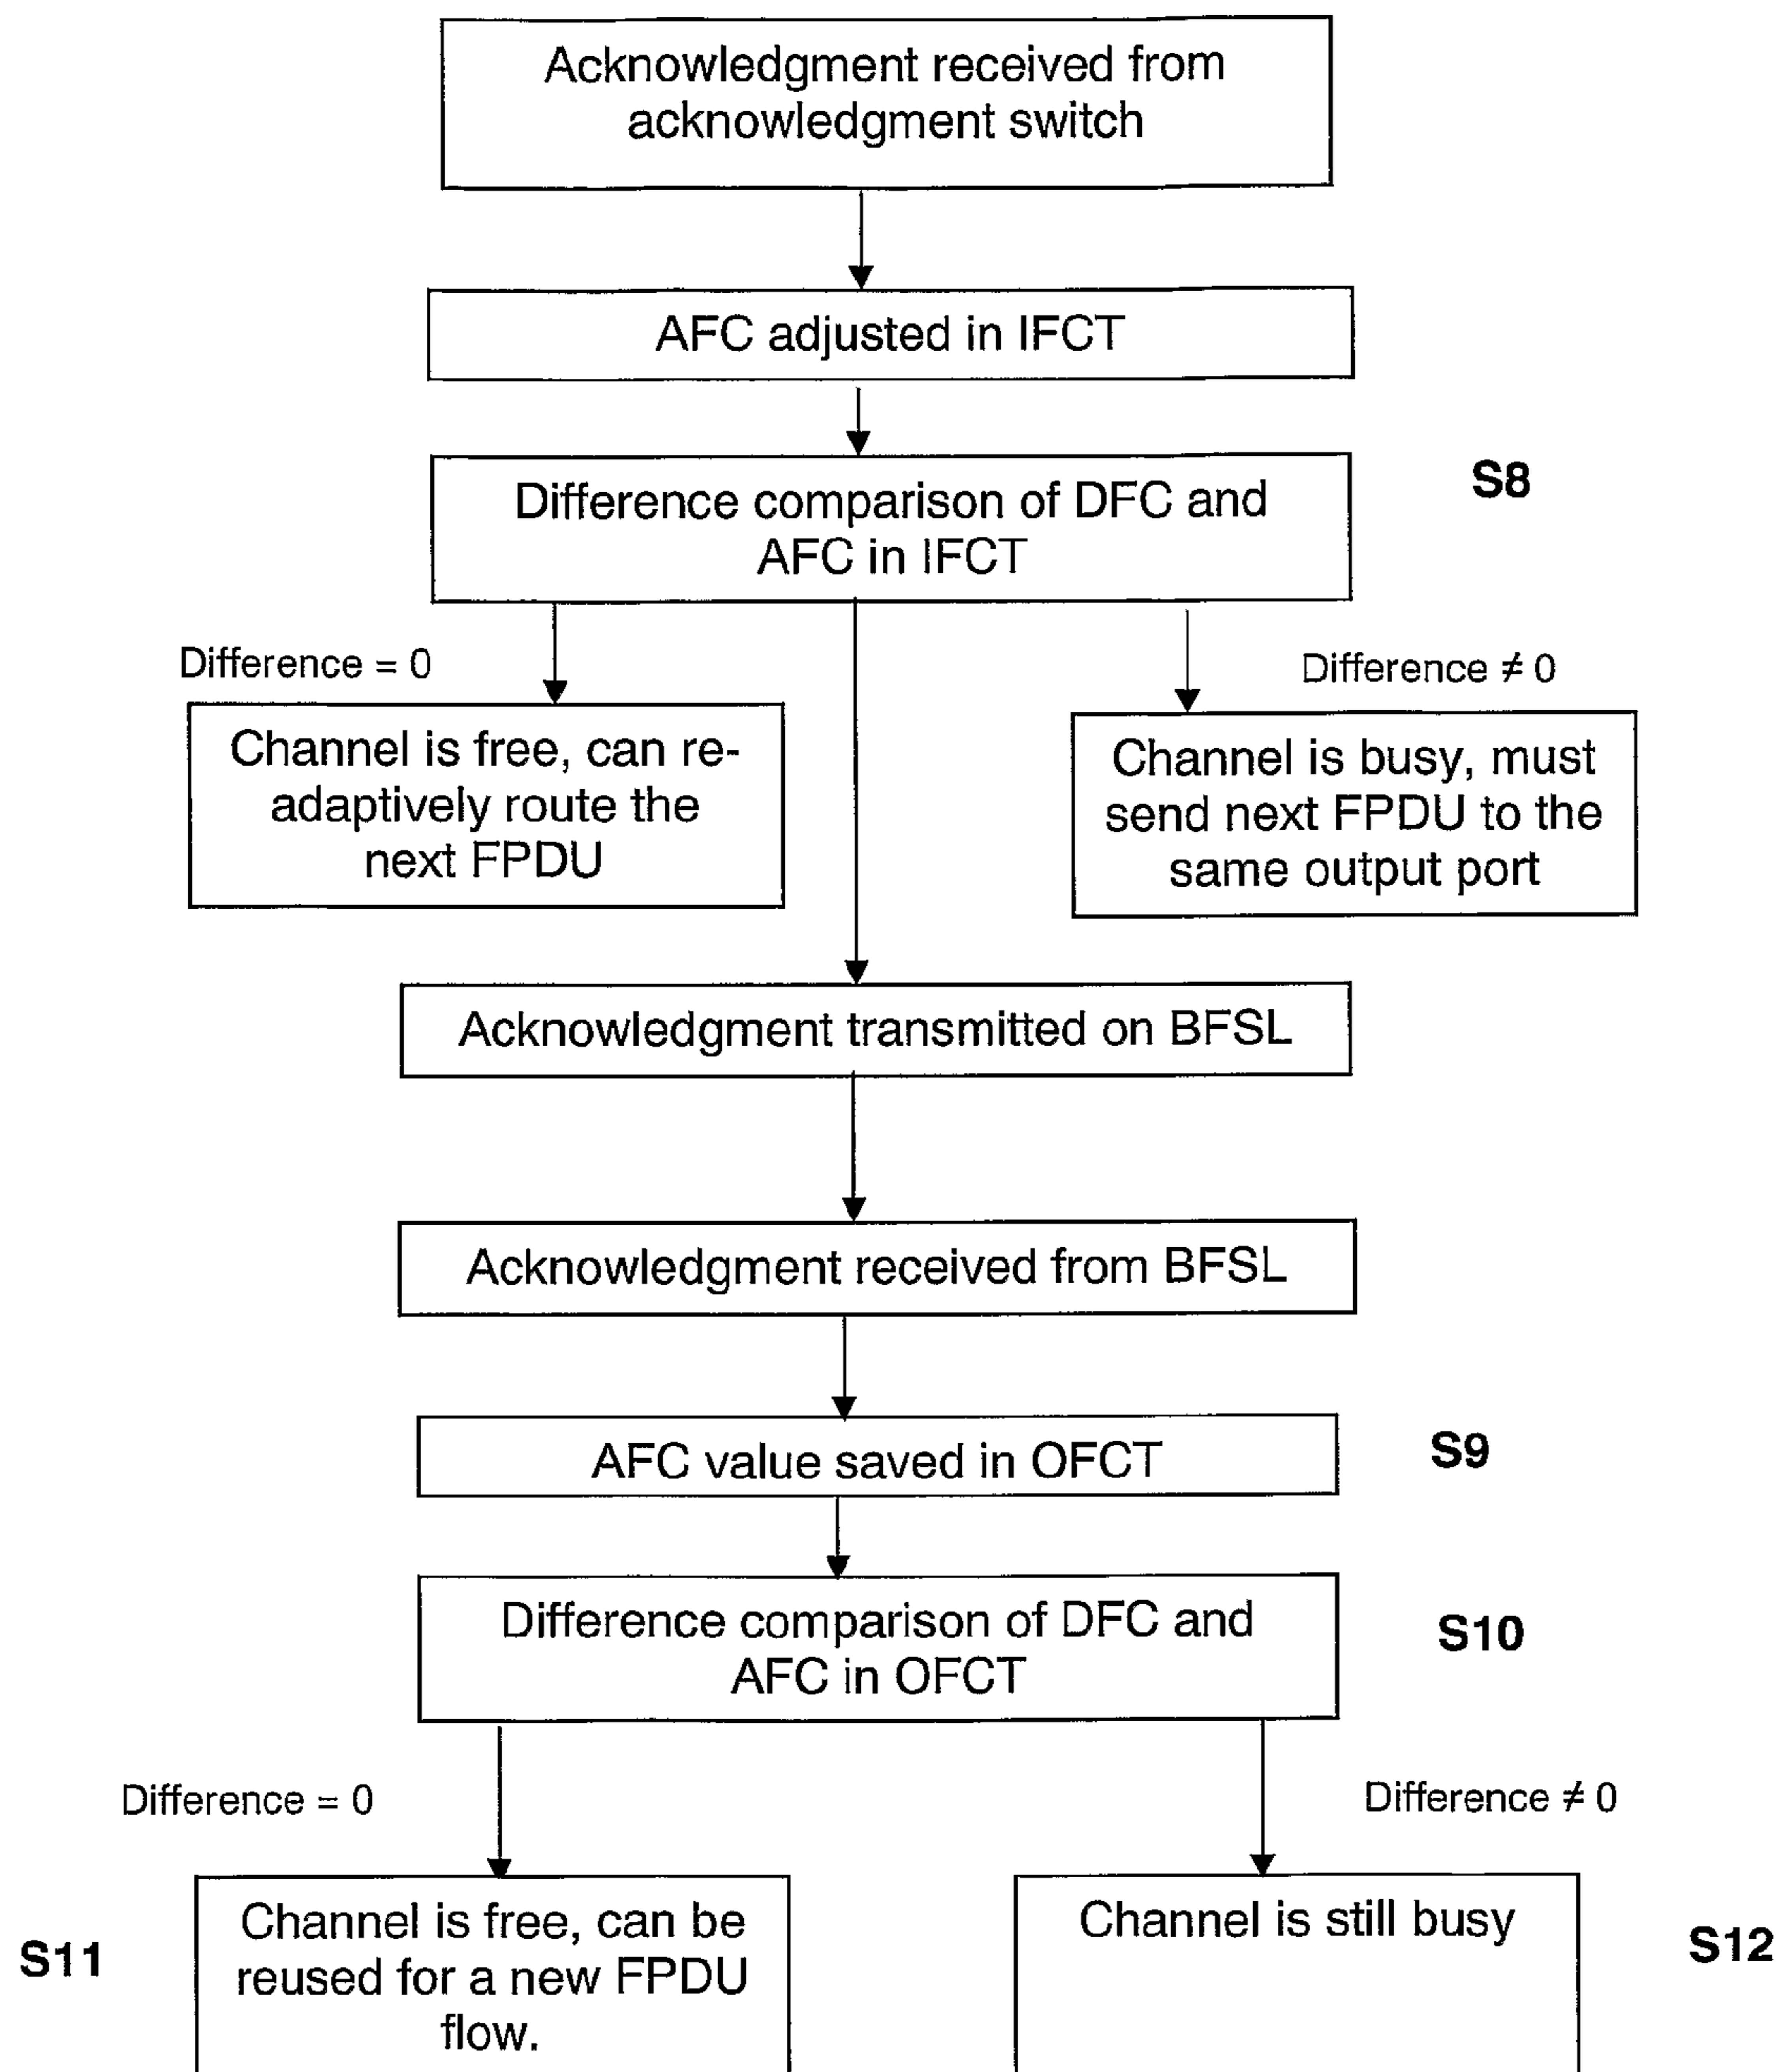 Acknowledgment received from
acknowledgment switch
AFC adjusted in IFCT
Difference comparison of DFC and
AFC in IFCT
S8
Difference = 0
Difference ≠ 0
Channel is free, can re-
adaptively route the
next FPDU
Channel is busy, must
send next FPDU to the
same output port
Acknowledgment transmitted on BFSL
Acknowledgment received from BFSL
AFC value saved in OFCT
S9
Difference comparison of DFC and
AFC in OFCT
S10
Difference = 0
Difference ≠ 0
S11
Channel is free, can be
reused for a new FPDU
flow.
Channel is still busy
S12